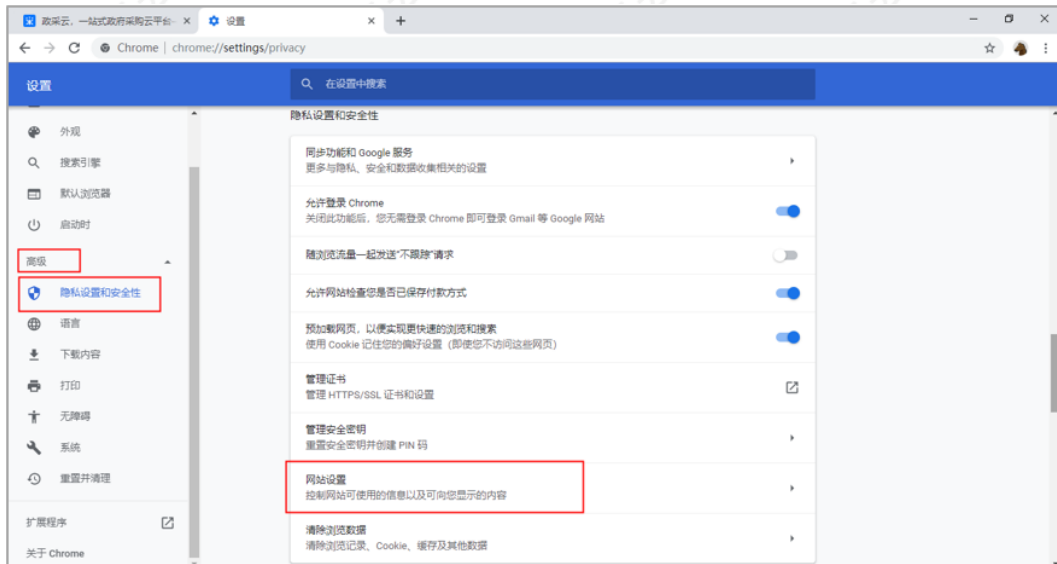 政采云，一站式政府采购云平台-
设置
Chrome | chrome://settings/privacy
设置
在设置中搜索
外观
搜索引擎
默认浏览器
启动时
高级
隐私设置和安全性
语言
下载内容
打印
无障碍
系统
重置并清理
扩展程序
关于 Chrome
隐私设置和安全性
同步功能和 Google 服务
更多与隐私、安全和数据收集相关的设置
允许登录 Chrome
关闭此功能后，您无需登录 Chrome 即可登录 Gmail 等 Google 网站
随浏览流量一起发送“不跟踪”请求
允许网站检查您是否已保存付款方式
预加载网页，以便实现更快速的浏览和搜索
使用 Cookie 记住您的偏好设置（即使您不访问这些网页）
管理证书
管理 HTTPS/SSL 证书和设置
管理安全密钥
重置安全密钥并创建 PIN 码
网站设置
控制网站可使用的信息以及可向您显示的内容
清除浏览数据
清除浏览记录、Cookie、缓存及其他数据